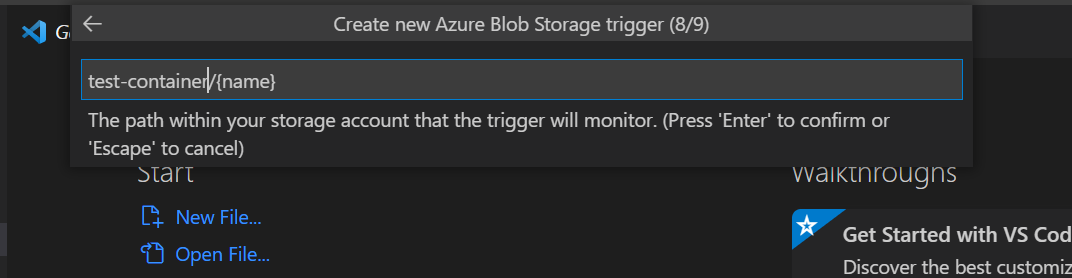 Create new Azure Blob Storage trigger (8/9)
test-container/{name}
The path within your storage account that the trigger will monitor. (Press 'Enter' to confirm or
'Escape' to cancel)
Start
Walkthroughs
New File...
Open File...
Get Started with VS Cod
Discover the best customiz